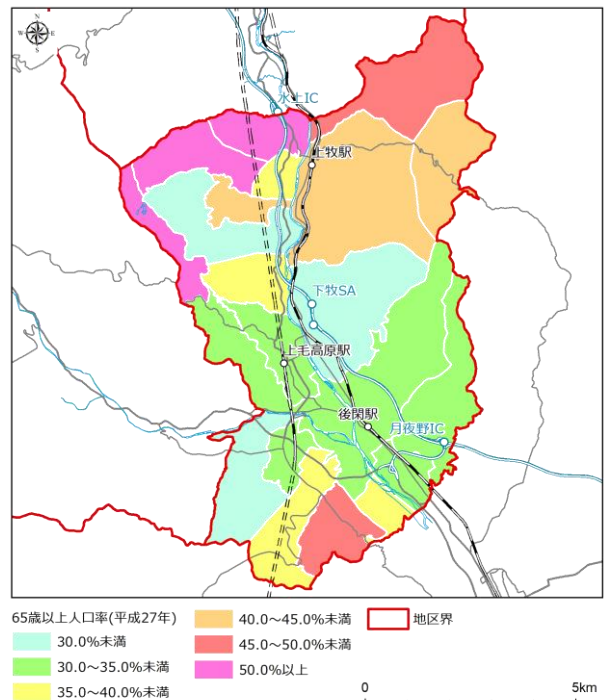 N
W E
S
水上IC
上牧駅
下牧SA
上毛高原駅
後閑駅
月夜野IC
65歳以上人口率(平成27年)
30.0%未満
30.0～35.0%未満
35.0～40.0%未満
40.0～45.0%未満
45.0～50.0%未満
50.0%以上
地区界
0 5km